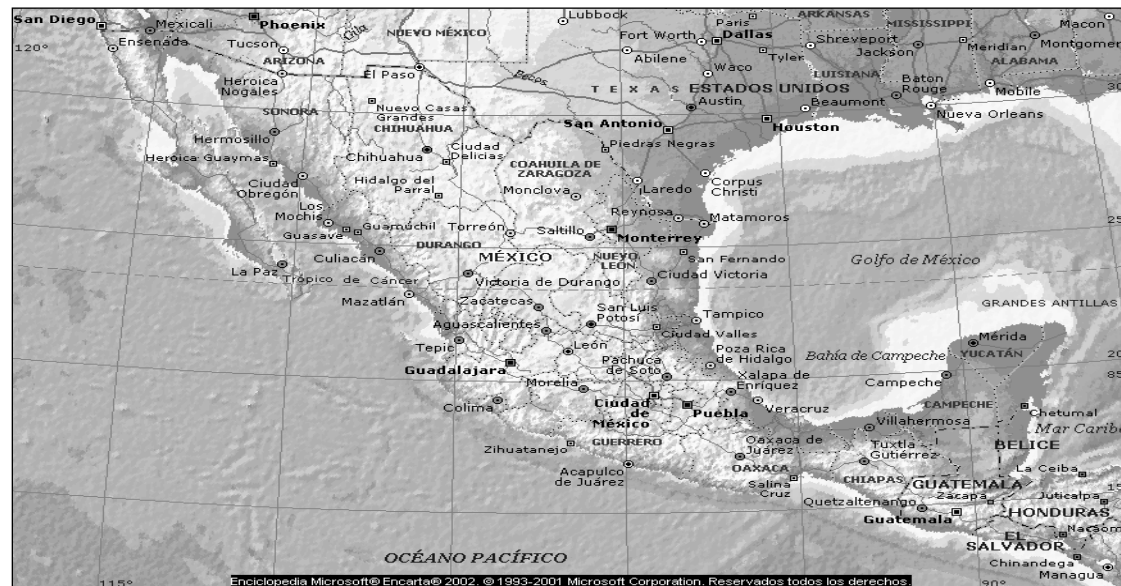 San Diego
Mexicali
Phoenix
Gila
NUEVO MÉXICO
Lubbock
Paris
ARKANSAS
MISSISSIPPI
Macon
120°
Ensenada
Tucson
Fort Worth
Dallas
Shreveport
Jackson
Meridian
Montgomer
ARIZONA
El Paso
Abilene
Tyler
ALABAMA
Heroica
Nogales
Pecos
Waco
LUISIANA
Baton
Rouge
Mobile
30
SONORA
Nuevo Casas
Grandes
TEXAS
ESTADOS UNIDOS
Austin
Beaumont
Nueva Orleans
CHIHUAHUA
San Antonio
Houston
Hermosillo
Chihuahua
Ciudad
Delicias
Piedras Negras
Heroica Guaymas
COAHUILA DE
ZARAGOZA
Ciudad
Obregón
Hidalgo del
Parral
Monclova
Laredo
Corpus
Christi
Los
Mochis
Guamúchil
Reynosa
Matamoros
25
Guasave
Torreón
Saltillo
Monterrey
Culiacán
DURANGO
MÉXICO
NUEVO
LEÓN
San Fernando
Golfo de México
La Paz
Trópico de Cáncer
Victoria de Durango
Ciudad Victoria
Mazatlán
Zacatecas
San Luis
Potosí
Tampico
GRANDES ANTILLAS
Aguascalientes
Ciudad Valles
Mérida
Tepic
León
Pachuca
de Soto
Poza Rica
de Hidalgo
Bahía de Campeche
YUCATÁN
20
Guadalajara
Morelia
Xalapa de
Enríquez
Campeche
85
Colima
Ciudad
de
México
Puebla
Veracruz
CAMPECHE
Chetumal
GUERRERO
Villahermosa
Mar Caribe
Zihuatanejo
Oaxaca de
Juárez
Tuxtla
Gutiérrez
BELICE
Acapulco
de Juárez
OAXACA
Salina
Cruz
CHIAPAS
GUATEMALA
La Ceiba
Quetzaltenango
Zacapa
Juticalpa
15
Guatemala
HONDURAS
EL
SALVADOR
Nacaom
OCÉANO PACÍFICO
Chinandega
Managua
115°
Enciclopedia Microsoft® Encarta® 2002. © 1993-2001 Microsoft Corporation. Reservados todos los derechos.
90°